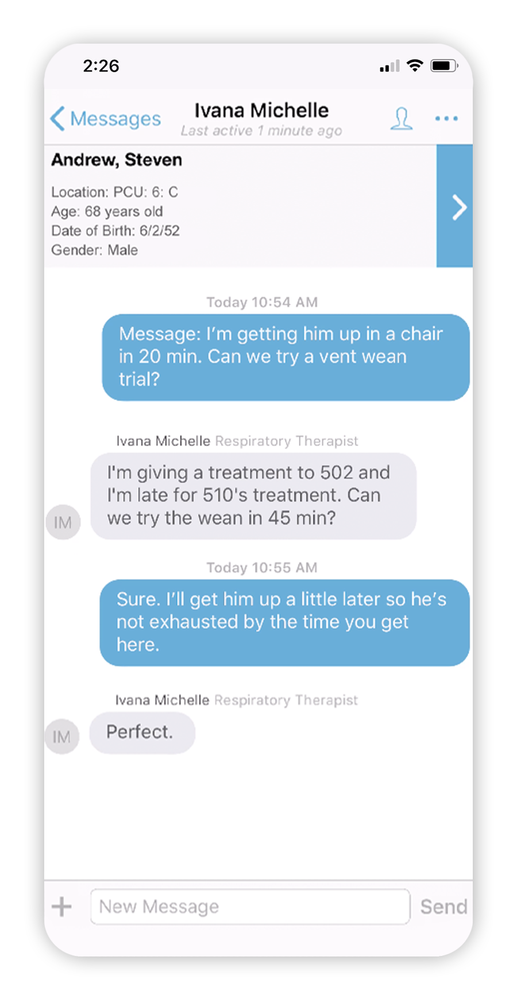 2:26
Messages
Ivana Michelle
Last active 1 minute ago
Andrew, Steven
Location: PCU: 6: C
Age: 68 years old
Date of Birth: 6/2/52
Gender: Male
Today 10:54 AM
Message: I’m getting him up in a chair
in 20 min. Can we try a vent wean
trial?
Ivana Michelle Respiratory Therapist
I'm giving a treatment to 502 and
I'm late for 510's treatment. Can
we try the wean in 45 min?
IM
Today 10:55 AM
Sure. I’ll get him up a little later so he’s
not exhausted by the time you get
here.
Ivana Michelle Respiratory Therapist
IM
Perfect.
New Message
Send